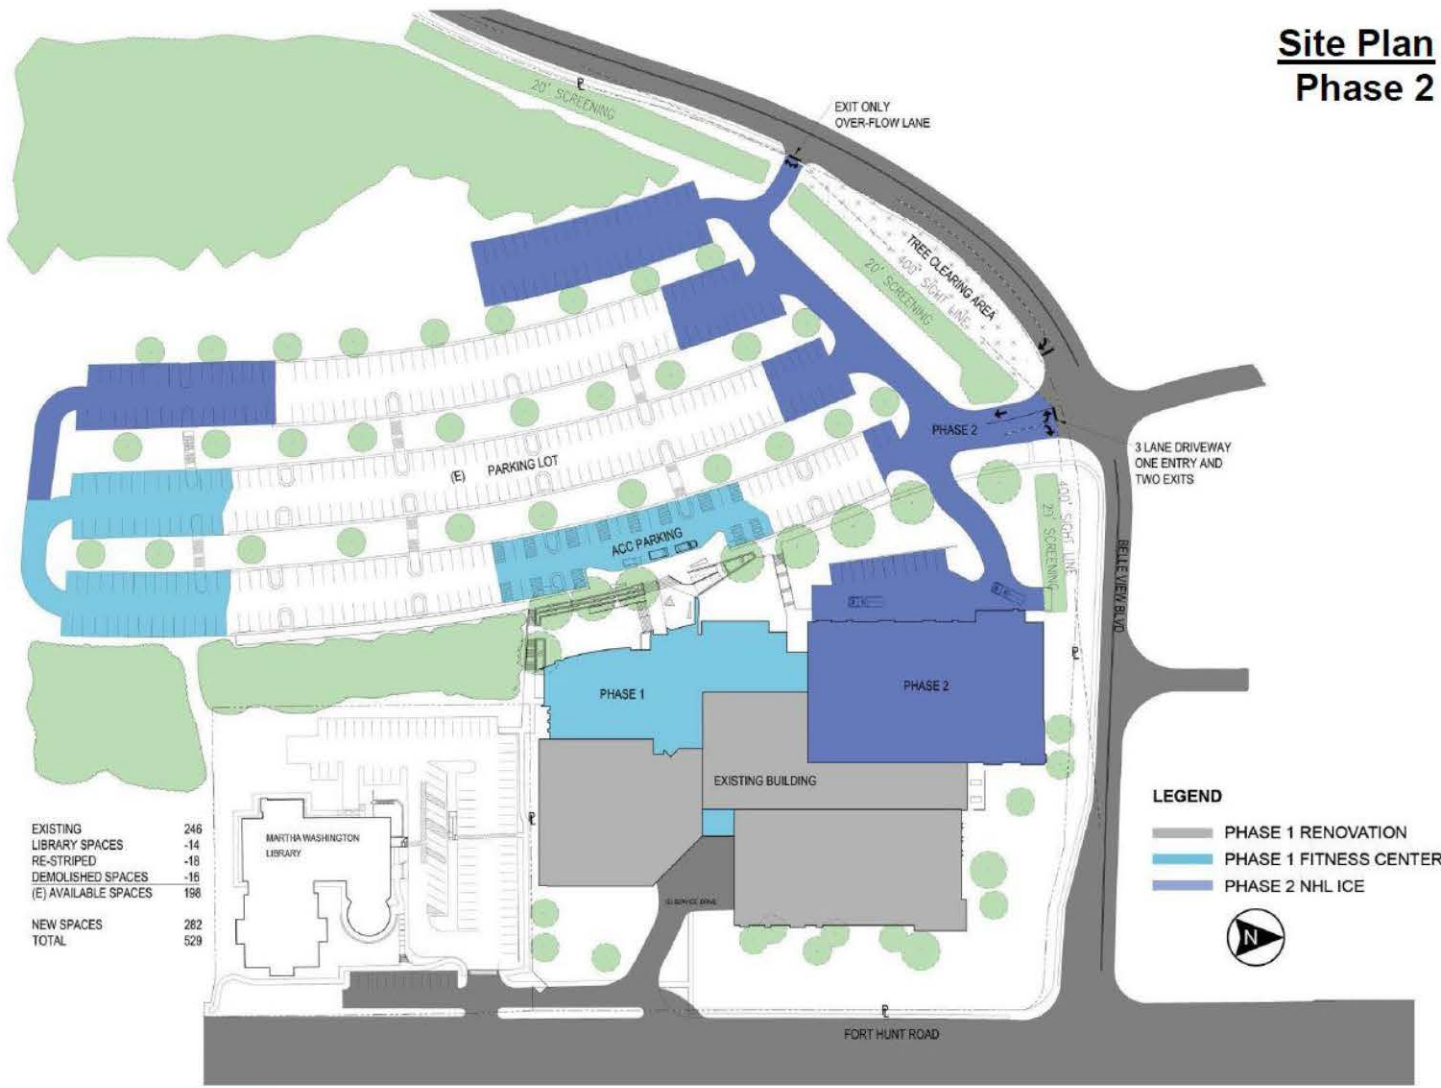 Site Plan
Phase 2
EXIT ONLY
OVER-FLOW LANE
20' SCREENING
TREE CLEARING AREA
400' SIGHT LINE
20' SCREENING
PHASE 2
3 LANE DRIVEWAY
ONE ENTRY AND
TWO EXITS
(E) PARKING LOT
ACC PARKING
400' SIGHT LINE
20' SCREENING
BELLE VIEW BLVD
PHASE 1
PHASE 2
EXISTING BUILDING
MARTHA WASHINGTON
LIBRARY
(E) SERVICE DRIVE
EXISTING 246
LIBRARY SPACES -14
RE-STRIPED -18
DEMOLISHED SPACES -16
(E) AVAILABLE SPACES 198
NEW SPACES 282
TOTAL 529
LEGEND
PHASE 1 RENOVATION
PHASE 1 FITNESS CENTER
PHASE 2 NHL ICE
N
FORT HUNT ROAD